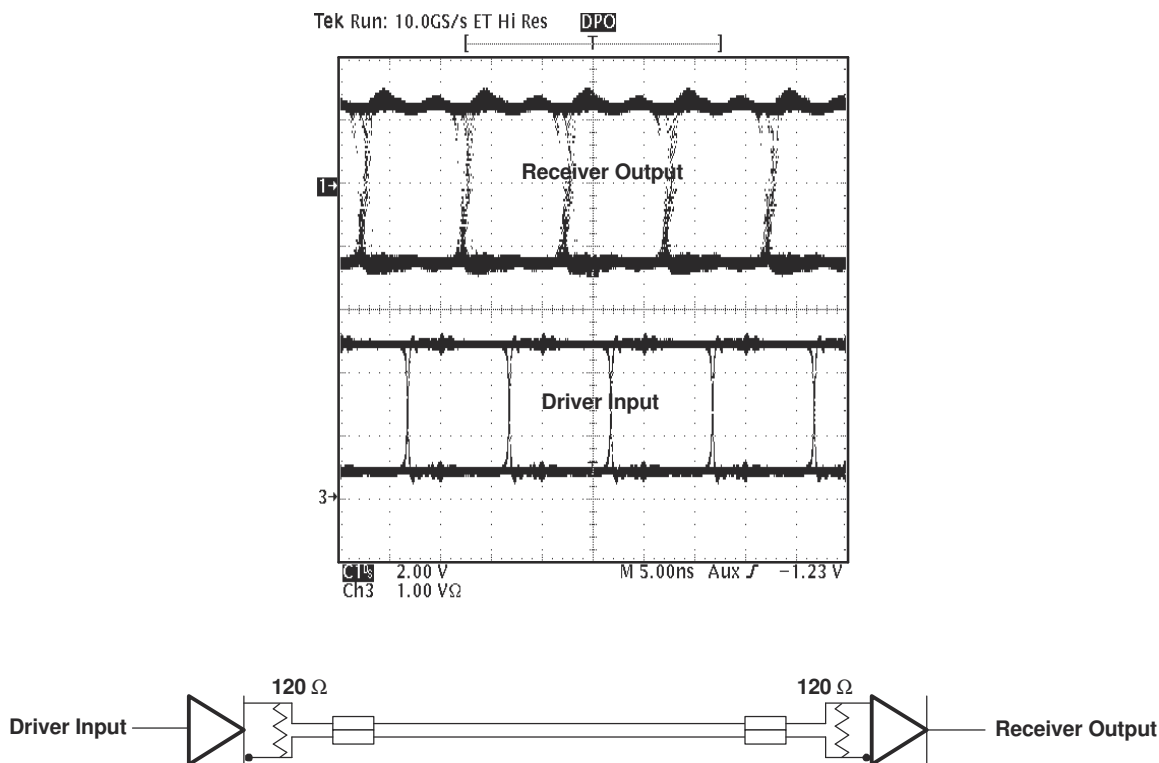 Tek Run: 10.0GS/s ET Hi Res DPO
[ T ]
Receiver Output
1→
Driver Input
3→
2.00 V M 5.00ns Aux ƒ −1.23 V
Ch3 1.00 VΩ
120 Ω 120 Ω
Driver Input Receiver Output